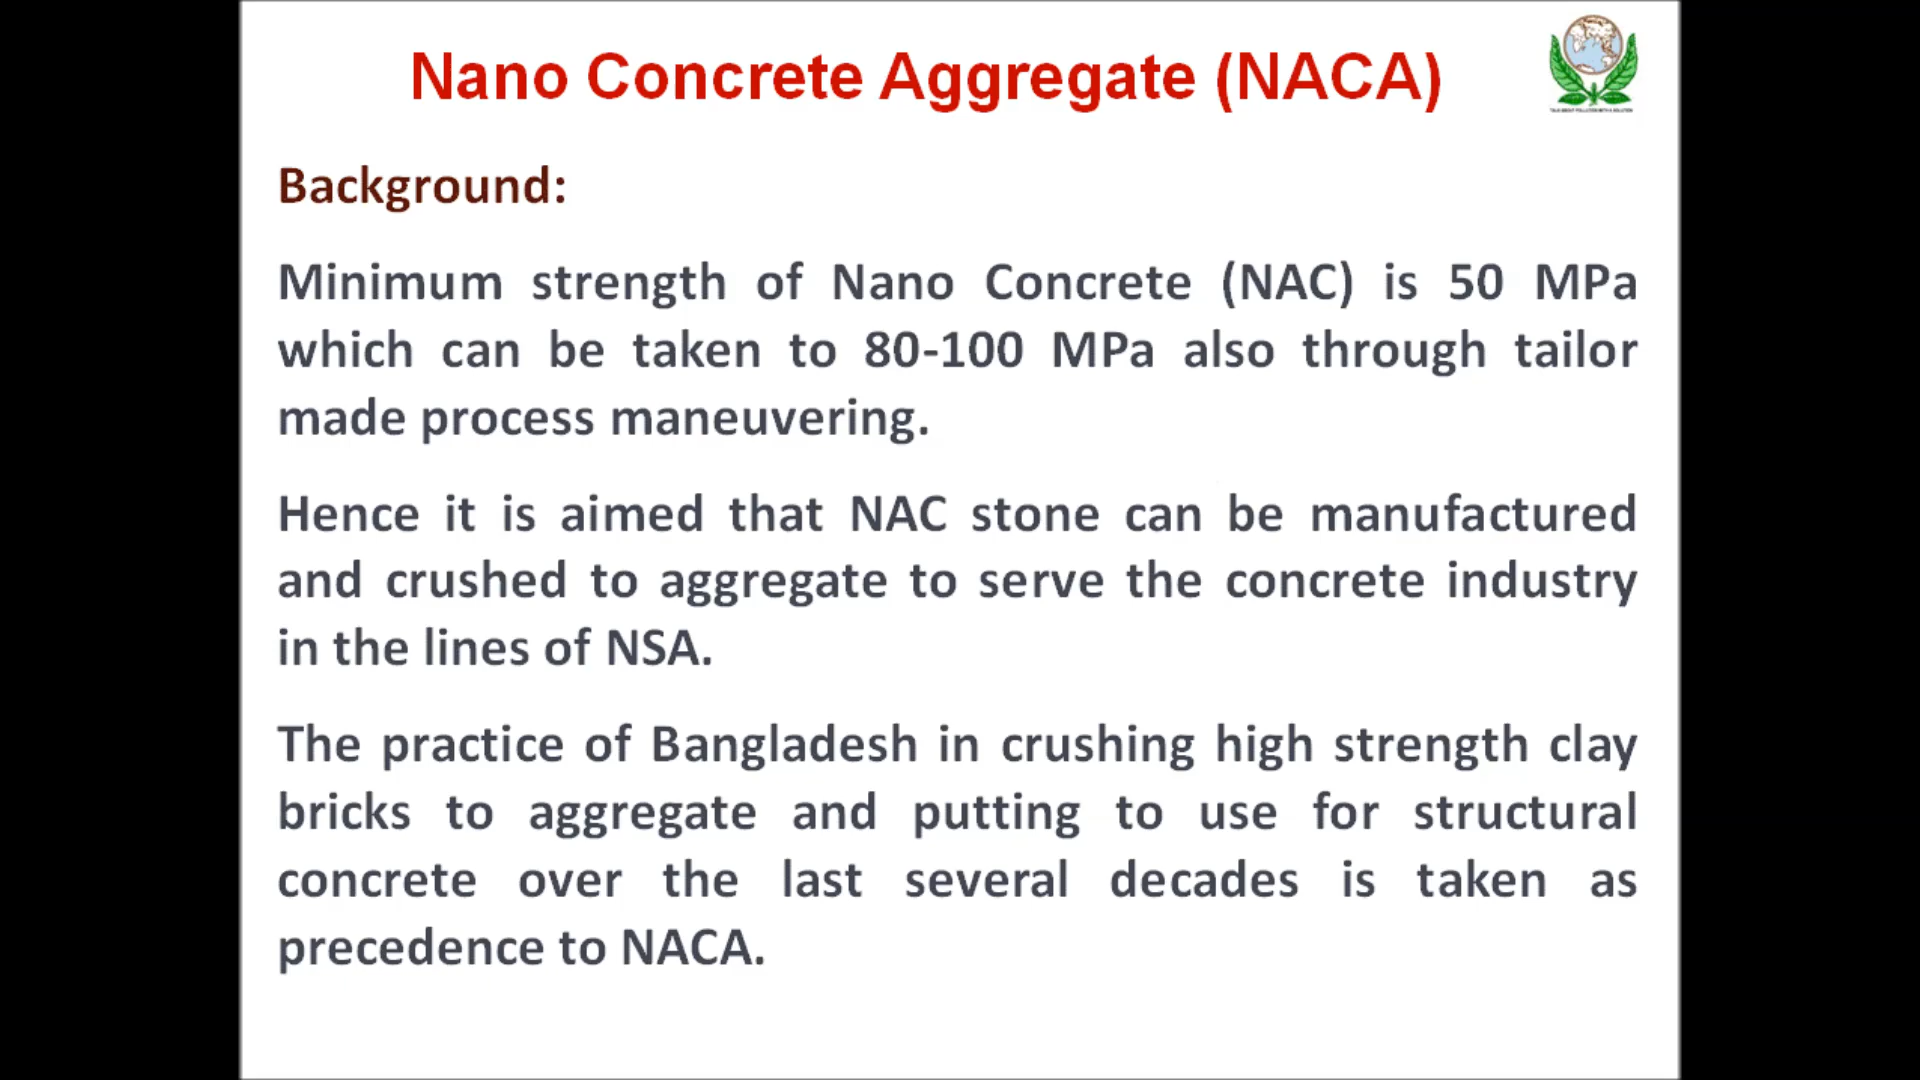 Nano Concrete Aggregate (NACA)
Background:
Minimum strength of Nano Concrete (NAC) is 50 MPa
which can be taken to 80-100 MPa also through tailor
made process maneuvering.
Hence it is aimed that NAC stone can be manufactured
and crushed to aggregate to serve the concrete industry
in the lines of NSA.
The practice of Bangladesh in crushing high strength clay
bricks to aggregate and putting to use for structural
concrete over the last several decades is taken as
precedence to NACA.